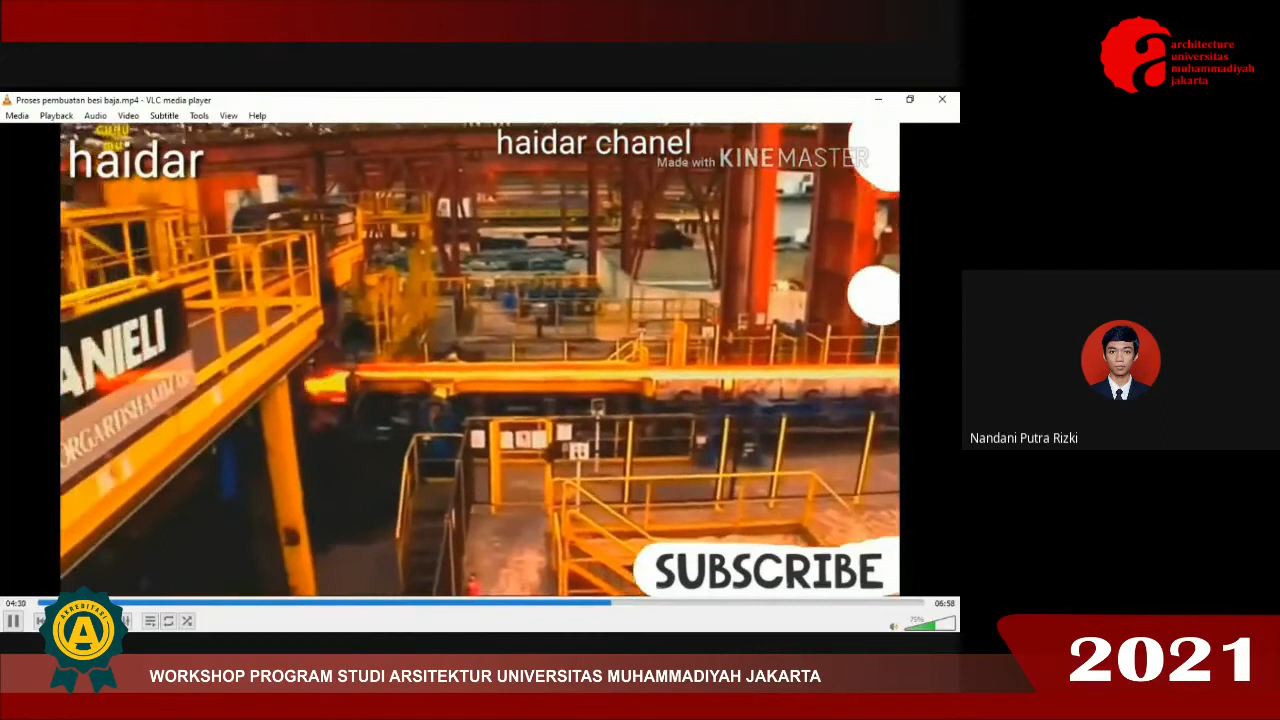 architecture
universitas
muhammadiyah
jakarta
Proses pembuatan besi baja.mp4 - VLC media player
Media Playback Audio Video Subtitle Tools View Help
haidar
haidar chanel
Made with KINEMASTER
ANIELI
SUBSCRIBE
Nandani Putra Rizki
04:30
06:58
75%
AKREDITASI
A
WORKSHOP PROGRAM STUDI ARSITEKTUR UNIVERSITAS MUHAMMADIYAH JAKARTA
2021